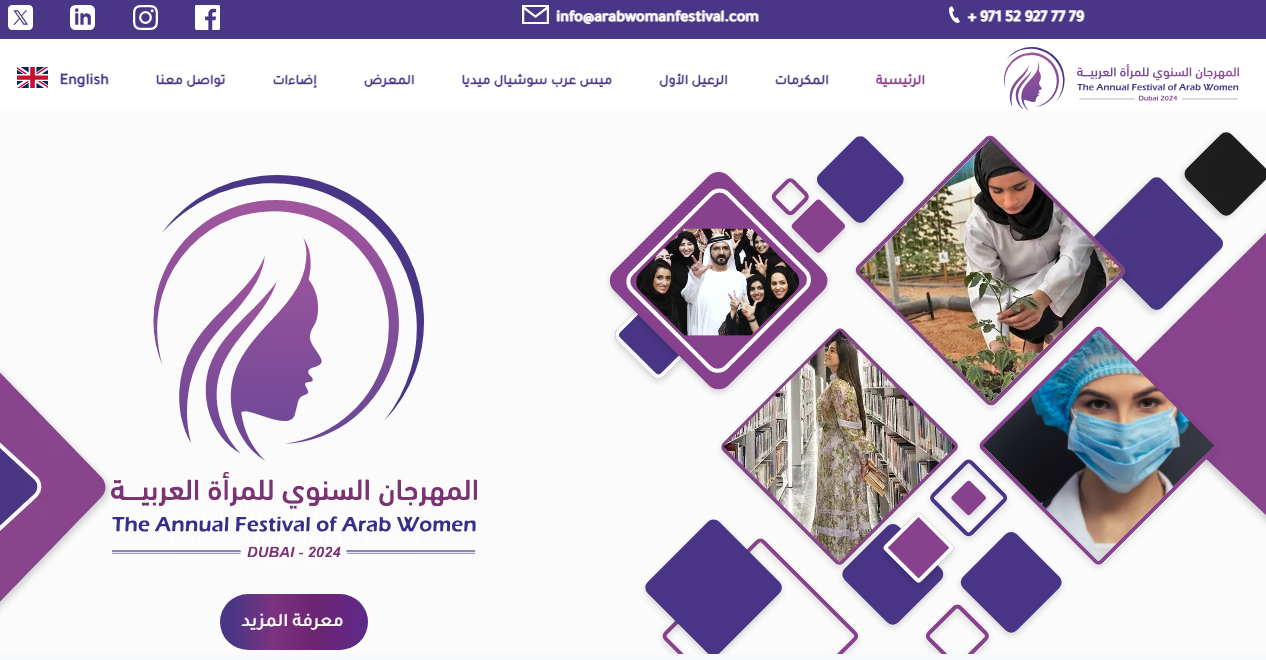 info@arabwomanfestival.com
+ 971 52 927 77 79
المهرجان السنوي للمرأة العربيـــة
The Annual Festival of Arab Women
Dubai 2024
الرئيسية
المكرمات
الرعيل الأول
ميس عرب سوشيال ميديا
المعرض
إضاءات
تواصل معنا
English
المهرجان السنوي للمرأة العربيـــة
The Annual Festival of Arab Women
DUBAI - 2024
معرفة المزيد